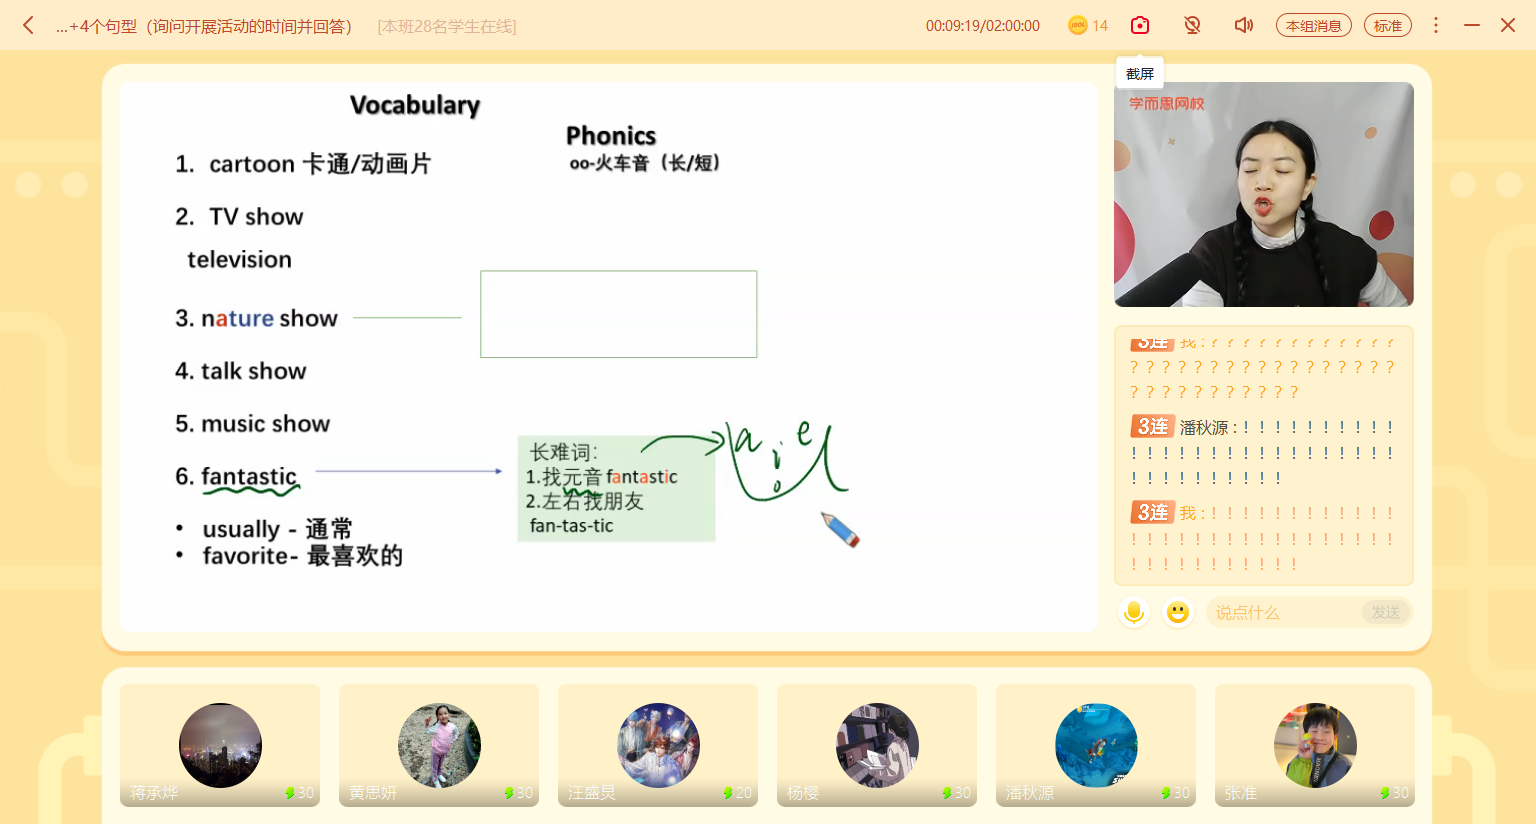 ...+4个句型（询问开展活动的时间并回答）
[本班28名学生在线]
00:09:19/02:00:00
14
本组消息
标准
截屏
学而思网校
Vocabulary
Phonics
oo-火车音（长/短）
1. cartoon 卡通/动画片
2. TV show
television
3. nature show
4. talk show
5. music show
6. fantastic
• usually - 通常
• favorite- 最喜欢的
长难词:
1.找元音 fantastic
2.左右找朋友
fan-tas-tic
a i e
o u
3连 我 : ? ? ? ? ? ? ? ? ? ? ? ?
? ? ? ? ? ? ? ? ? ? ? ? ? ? ? ? ?
? ? ? ? ? ? ? ? ? ? ?
3连 潘秋源 : ! ! ! ! ! ! ! ! ! !
! ! ! ! ! ! ! ! ! ! ! ! ! ! ! ! !
! ! ! ! ! ! ! ! ! !
3连 我 : ! ! ! ! ! ! ! ! ! ! ! !
! ! ! ! ! ! ! ! ! ! ! ! ! ! ! ! !
! ! ! ! ! ! ! ! ! ! !
说点什么
发送
蒋承烨 30
黄思妍 30
汪盛炅 20
杨樱 30
潘秋源 30
张准 30